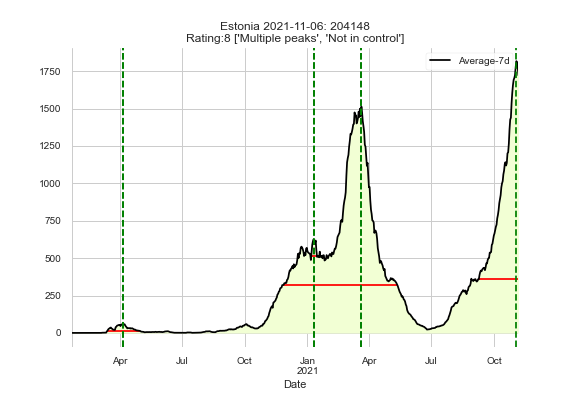 Estonia 2021-11-06: 204148
Rating:8 ['Multiple peaks', 'Not in control']
Average-7d
1750
1500
1250
1000
750
500
250
0
Apr Jul Oct Jan Apr Jul Oct
2021
Date